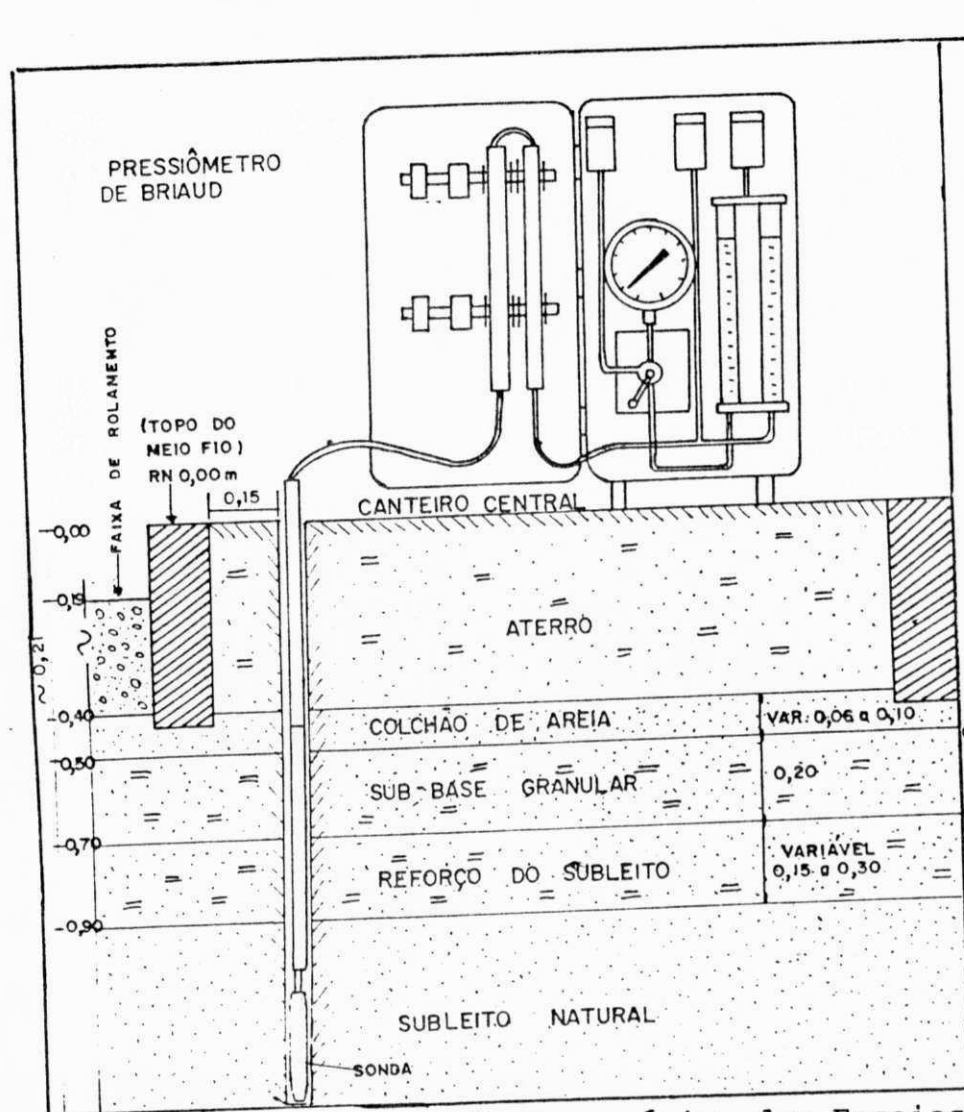 PRESSIÔMETRO
DE BRIAUD
FAIXA DE ROLAMENTO
(TOPO DO
MEIO FIO)
RN 0,00m
0,15
CANTEIRO CENTRAL
-0,00
-0,19
~ 0,21
~
ATERRO
-0,40
COLCHÃO DE AREIA
VAR. 0,06 a 0,10
-0,50
SUB-BASE GRANULAR
0,20
-0,70
REFORÇO DO SUBLEITO
VARIÁVEL
0,15 a 0,30
-0,90
SUBLEITO NATURAL
SONDA